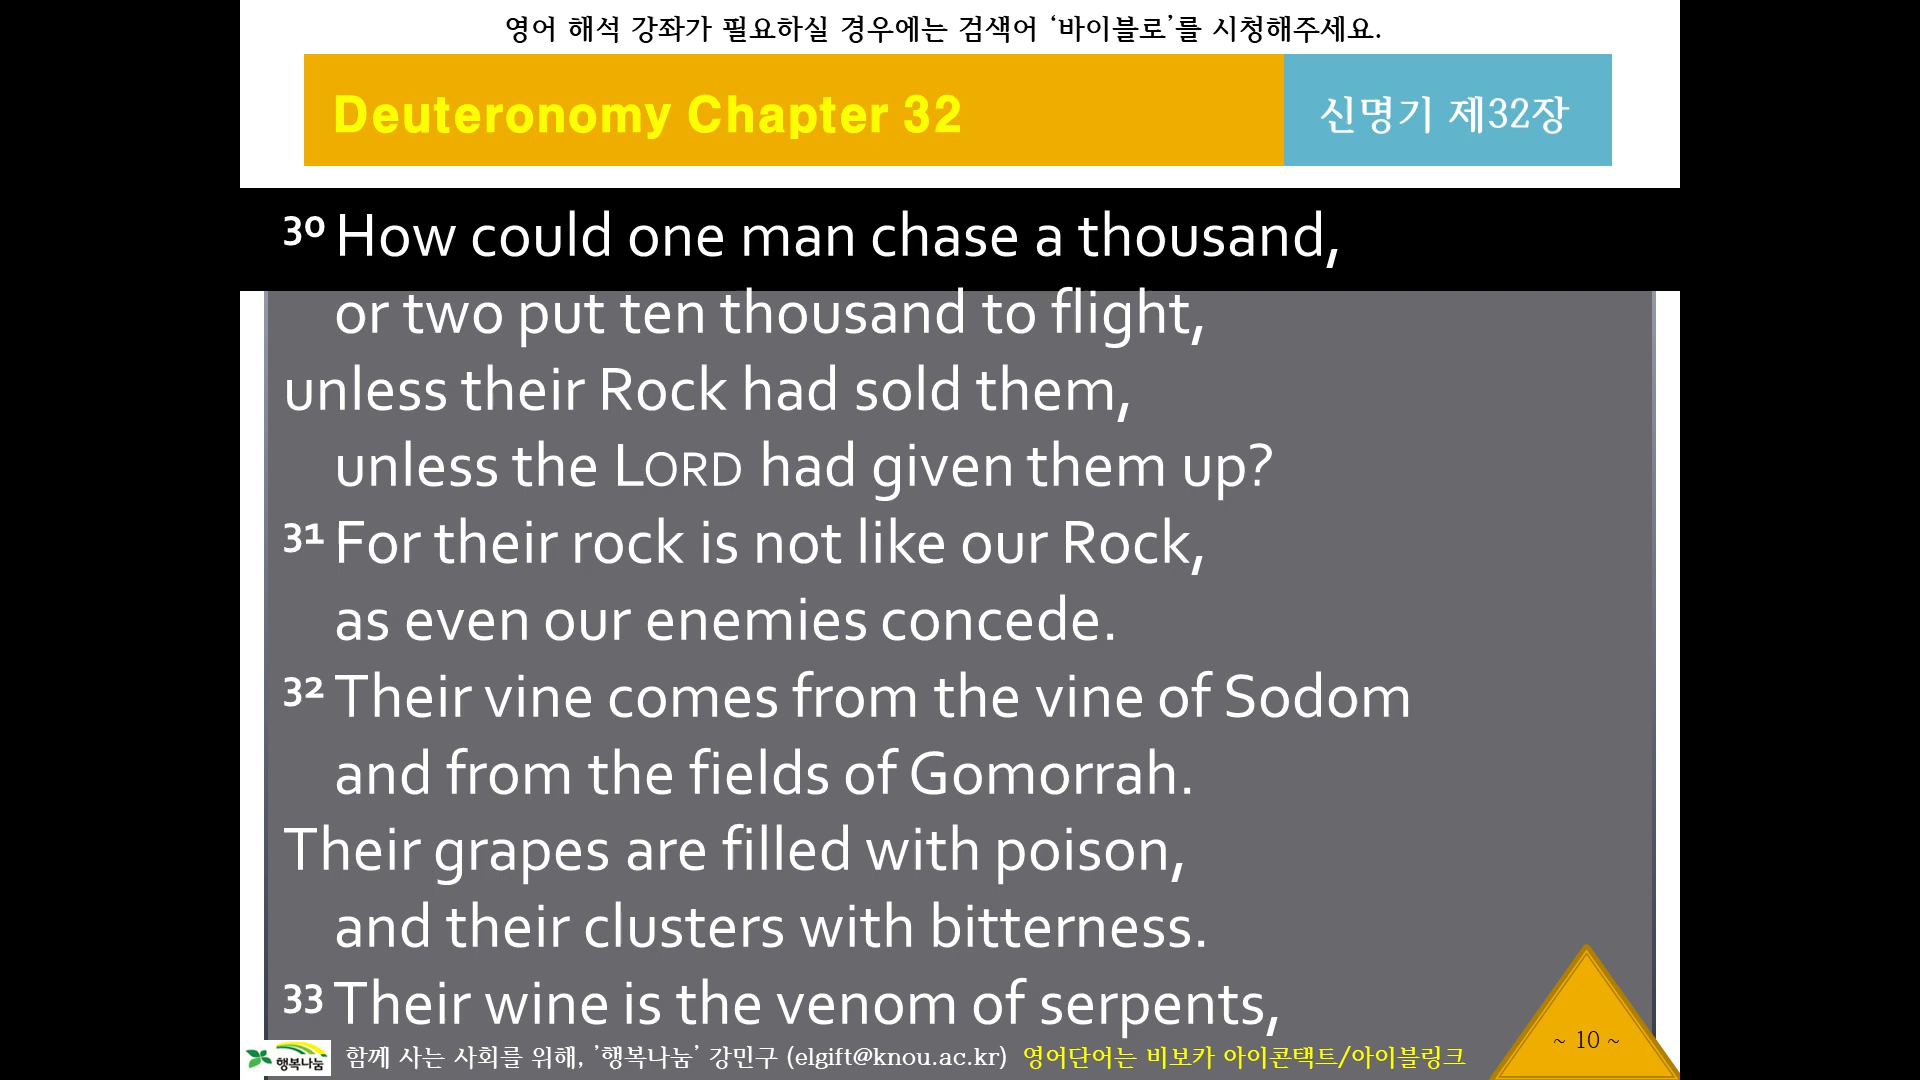 영어 해석 강좌가 필요하실 경우에는 검색어 ‘바이블로’를 시청해주세요.
Deuteronomy Chapter 32
신명기 제32장
30 How could one man chase a thousand,
or two put ten thousand to flight,
unless their Rock had sold them,
unless the LORD had given them up?
31 For their rock is not like our Rock,
as even our enemies concede.
32 Their vine comes from the vine of Sodom
and from the fields of Gomorrah.
Their grapes are filled with poison,
and their clusters with bitterness.
33 Their wine is the venom of serpents,
~ 10 ~
행복나눔
함께 사는 사회를 위해, ’행복나눔’ 강민구 (elgift@knou.ac.kr) 영어단어는 비보카 아이콘택트/아이블링크